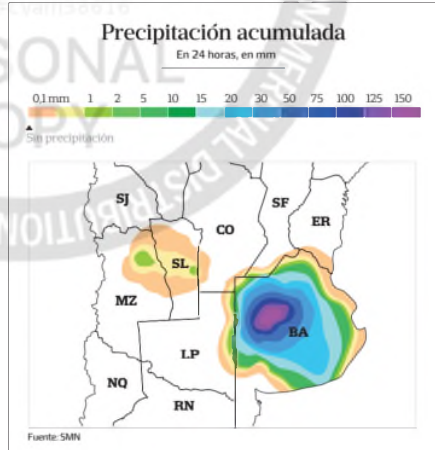 Precipitación acumulada
En 24 horas, en mm
0,1 mm 1 2 5 10 15 20 30 50 75 100 125 150
Sin precipitación
SJ
CO
SF
ER
SL
MZ
BA
LP
NQ
RN
Fuente: SMN